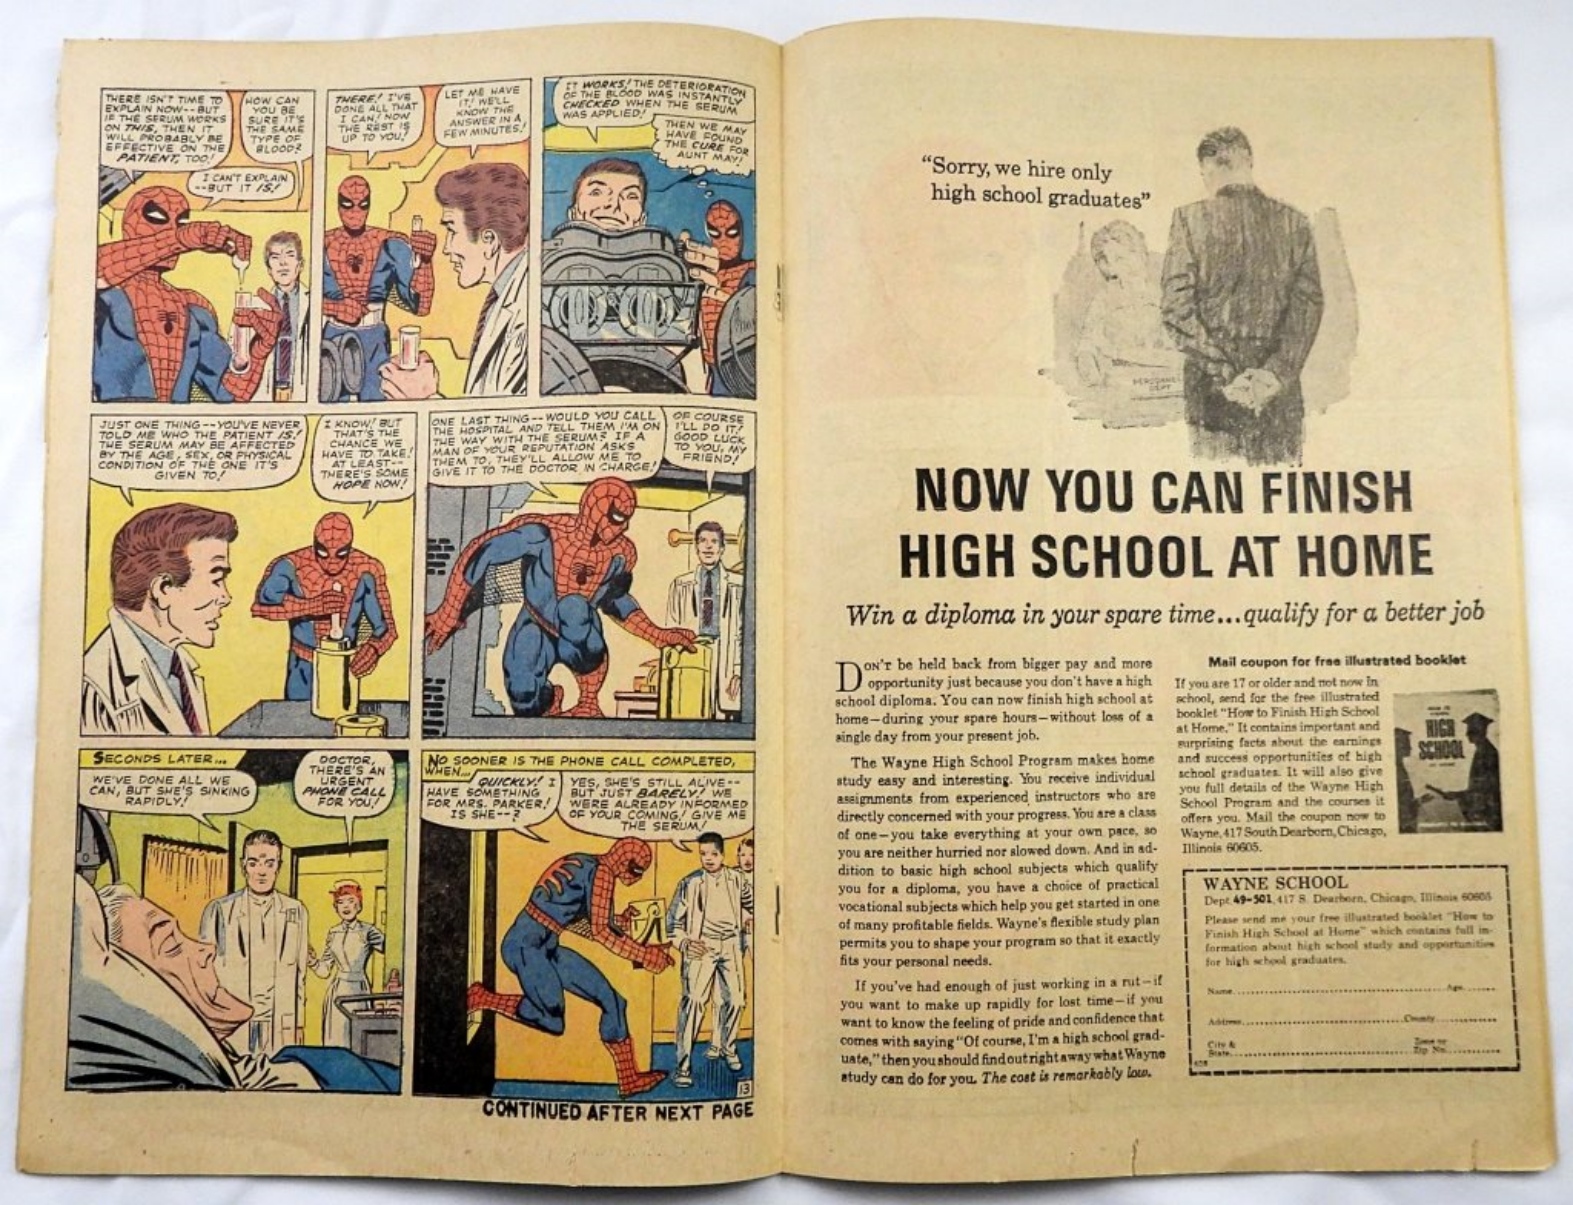 THERE ISN'T TIME TO
EXPLAIN NOW--BUT
IF THE SERUM WORKS
ON THIS, THEN IT
WILL PROBABLY BE
EFFECTIVE ON THE
PATIENT, TOO!
HOW CAN
YOU BE
SURE IT'S
THE SAME
TYPE OF
BLOOD?
I CAN'T EXPLAIN
--BUT IT IS!
THERE! I'VE
DONE ALL THAT
I CAN! NOW
THE REST IS
UP TO YOU!
LET ME HAVE
IT! WE'LL
KNOW THE
ANSWER IN A
FEW MINUTES!
IT WORKS! THE DETERIORATION
OF THE BLOOD WAS INSTANTLY
CHECKED WHEN THE SERUM
WAS APPLIED!
THEN WE MAY
HAVE FOUND
THE CURE FOR
AUNT MAY!
JUST ONE THING--YOU'VE NEVER
TOLD ME WHO THE PATIENT IS!
THE SERUM MAY BE AFFECTED
BY THE AGE, SEX, OR PHYSICAL
CONDITION OF THE ONE IT'S
GIVEN TO!
I KNOW! BUT
THAT'S THE
CHANCE WE
HAVE TO TAKE!
AT LEAST--
THERE'S SOME
HOPE NOW!
ONE LAST THING--WOULD YOU CALL
THE HOSPITAL AND TELL THEM I'M ON
THE WAY WITH THE SERUM? IF A
MAN OF YOUR REPUTATION ASKS
THEM TO, THEY'LL ALLOW ME TO
GIVE IT TO THE DOCTOR IN CHARGE!
OF COURSE
I'LL DO IT!
GOOD LUCK
TO YOU, MY
FRIEND!
SECONDS LATER...
WE'VE DONE ALL WE
CAN, BUT SHE'S SINKING
RAPIDLY!
DOCTOR,
THERE'S AN
URGENT
PHONE CALL
FOR YOU!
NO SOONER IS THE PHONE CALL COMPLETED,
WHEN...
QUICKLY! I
HAVE SOMETHING
FOR MRS. PARKER!
IS SHE--?
YES, SHE'S STILL ALIVE--
BUT JUST BARELY! WE
WERE ALREADY INFORMED
OF YOUR COMING! GIVE ME
THE SERUM!
13
CONTINUED AFTER NEXT PAGE
"Sorry, we hire only
high school graduates"
PERSONNEL
DEPT
NOW YOU CAN FINISH
HIGH SCHOOL AT HOME
Win a diploma in your spare time...qualify for a better job
DON'T be held back from bigger pay and more
opportunity just because you don't have a high
school diploma. You can now finish high school at
home—during your spare hours—without loss of a
single day from your present job.
The Wayne High School Program makes home
study easy and interesting. You receive individual
assignments from experienced instructors who are
directly concerned with your progress. You are a class
of one—you take everything at your own pace, so
you are neither hurried nor slowed down. And in ad-
dition to basic high school subjects which qualify
you for a diploma, you have a choice of practical
vocational subjects which help you get started in one
of many profitable fields. Wayne's flexible study plan
permits you to shape your program so that it exactly
fits your personal needs.
If you've had enough of just working in a rut—if
you want to make up rapidly for lost time—if you
want to know the feeling of pride and confidence that
comes with saying "Of course, I'm a high school grad-
uate," then you should find out right away what Wayne
study can do for you. The cost is remarkably low.
Mail coupon for free illustrated booklet
If you are 17 or older and not now in
school, send for the free illustrated
booklet "How to Finish High School
at Home." It contains important and
surprising facts about the earnings
and success opportunities of high
school graduates. It will also give
you full details of the Wayne High
School Program and the courses it
offers you. Mail the coupon now to
Wayne, 417 South Dearborn, Chicago,
Illinois 60605.
HIGH
SCHOOL
WAYNE SCHOOL
Dept 49-501, 417 S. Dearborn, Chicago, Illinois 60605
Please send me your free illustrated booklet "How to
Finish High School at Home" which contains full in-
formation about high school study and opportunities
for high school graduates.
Name.......... Age.......
Address.......... County..........
City &
State.......... Zone or
Zip No..........